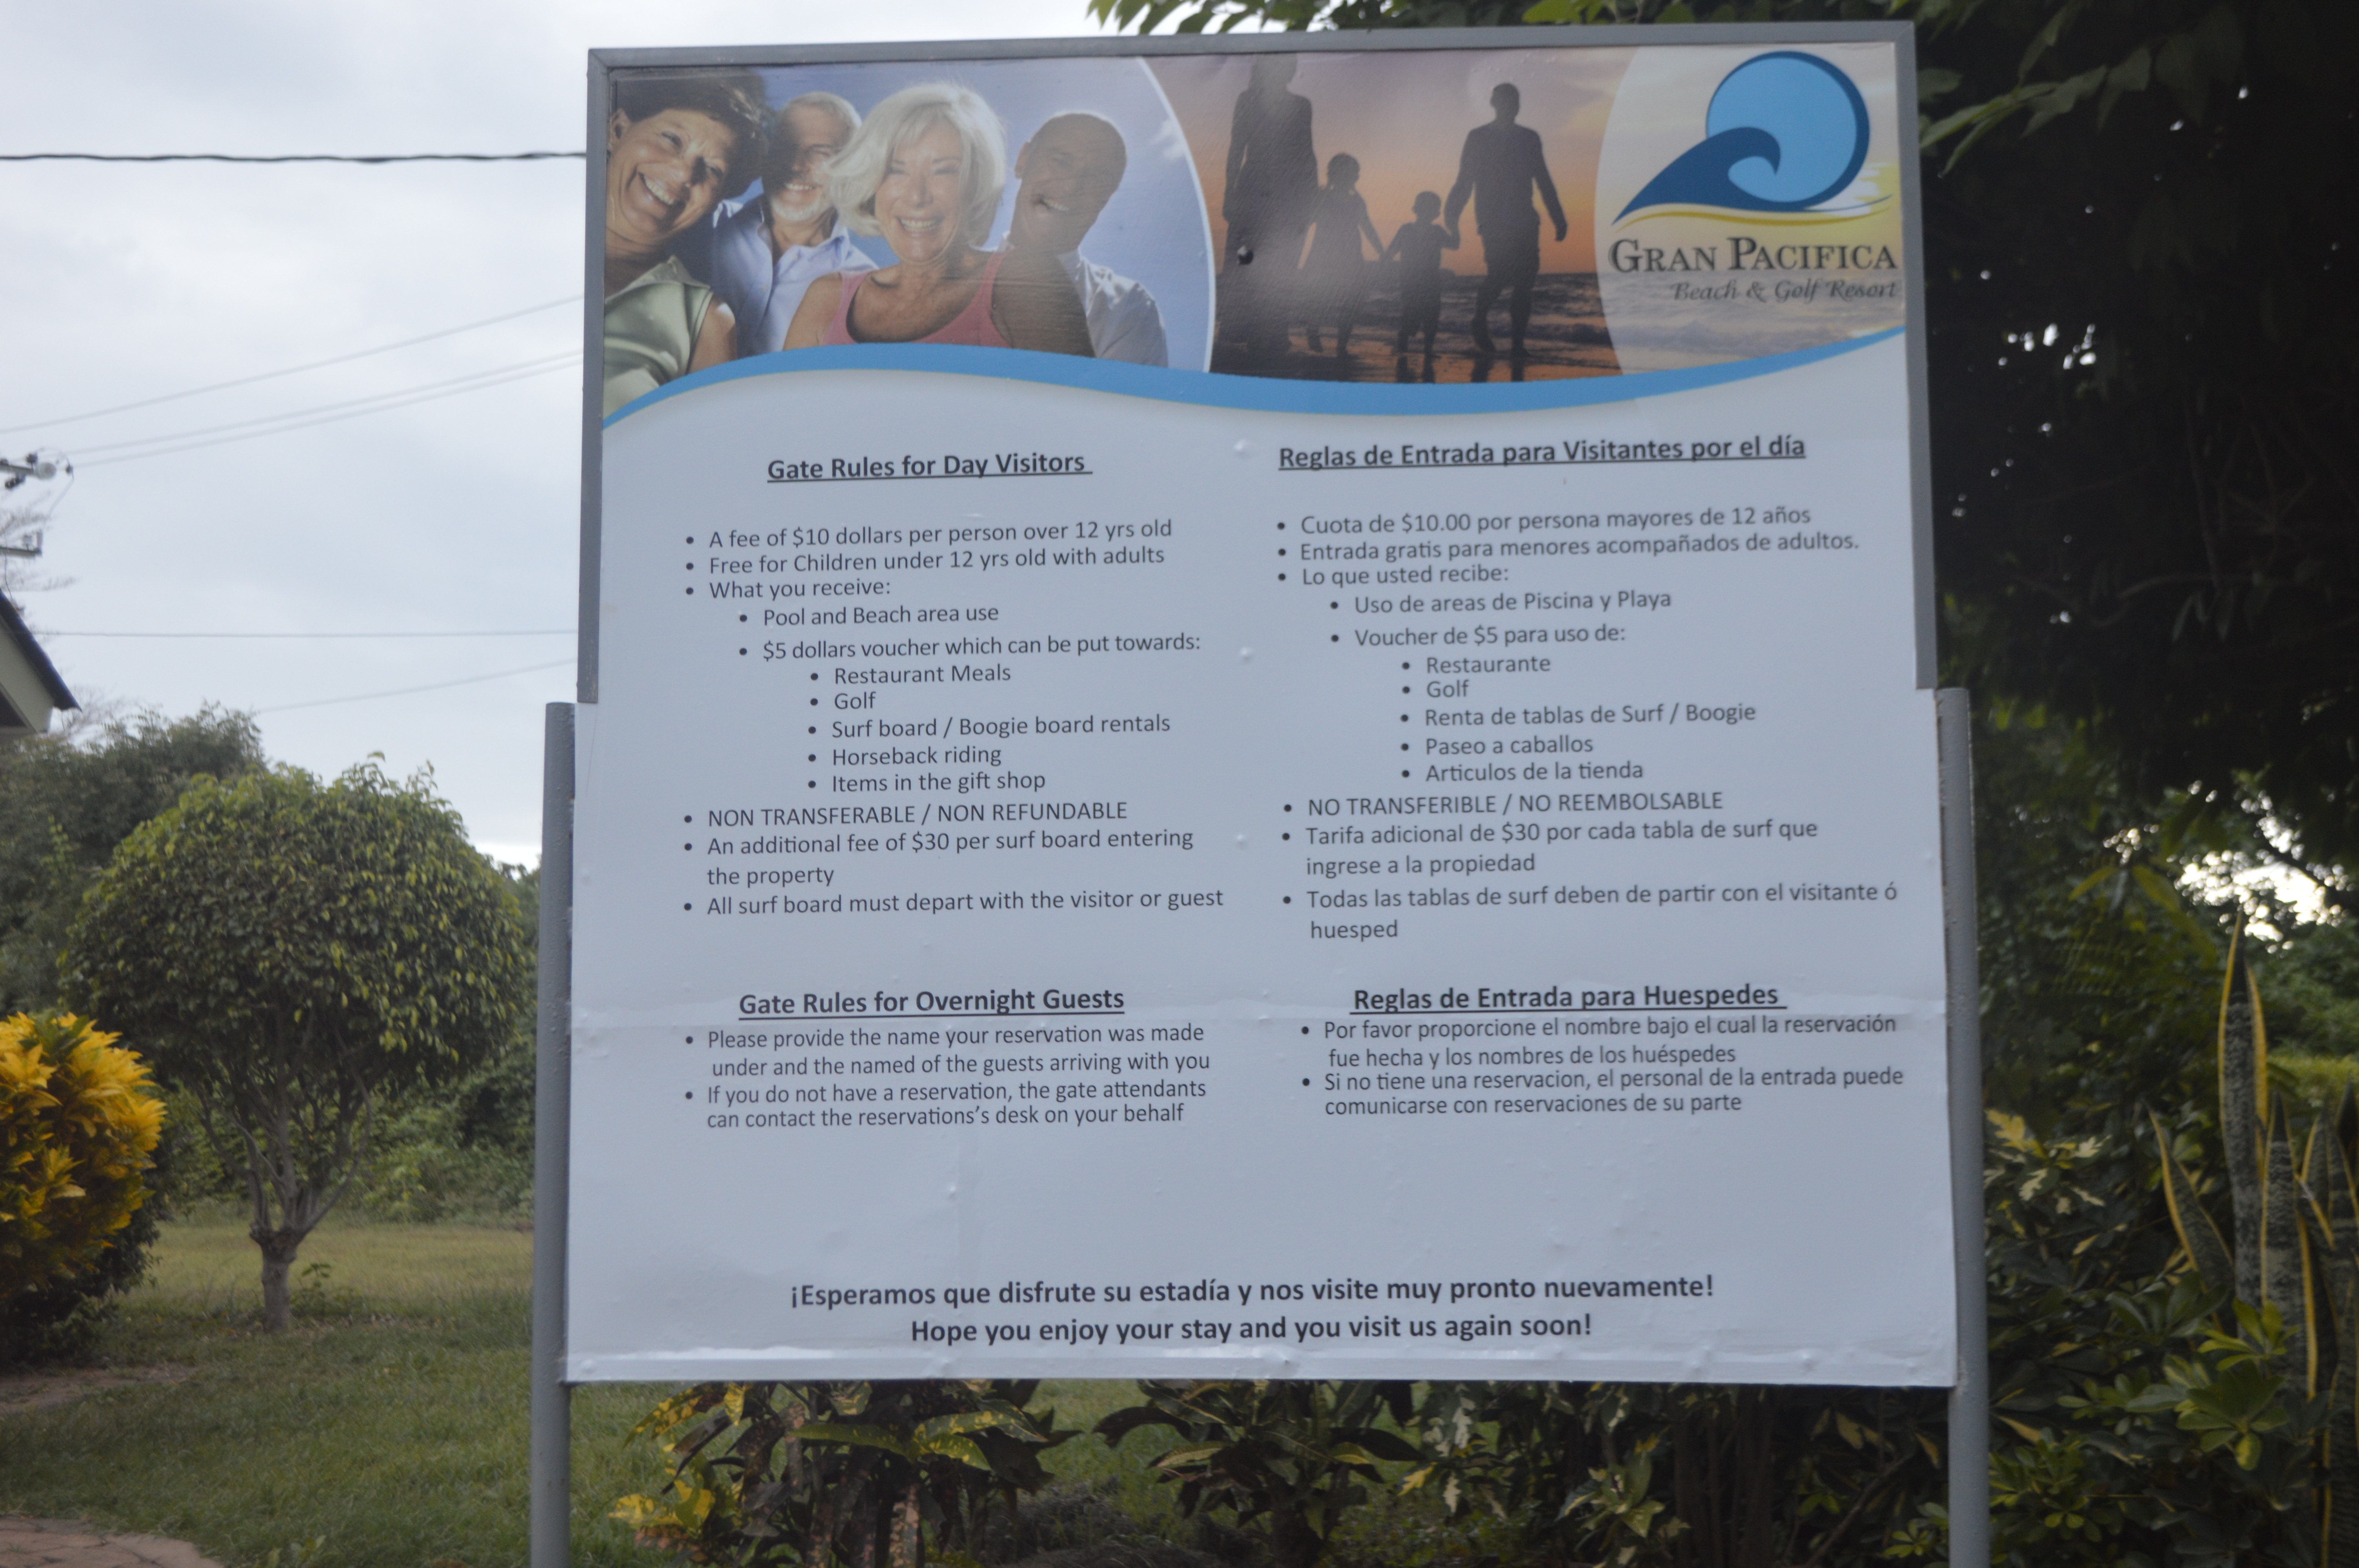 GRAN PACIFICA
Beach & Golf Resort
Gate Rules for Day Visitors
• A fee of $10 dollars per person over 12 yrs old
• Free for Children under 12 yrs old with adults
• What you receive:
• Pool and Beach area use
• $5 dollars voucher which can be put towards:
• Restaurant Meals
• Golf
• Surf board / Boogie board rentals
• Horseback riding
• Items in the gift shop
• NON TRANSFERABLE / NON REFUNDABLE
• An additional fee of $30 per surf board entering
the property
• All surf board must depart with the visitor or guest
Reglas de Entrada para Visitantes por el día
• Cuota de $10.00 por persona mayores de 12 años
• Entrada gratis para menores acompañados de adultos.
• Lo que usted recibe:
• Uso de areas de Piscina y Playa
• Voucher de $5 para uso de:
• Restaurante
• Golf
• Renta de tablas de Surf / Boogie
• Paseo a caballos
• Articulos de la tienda
• NO TRANSFERIBLE / NO REEMBOLSABLE
• Tarifa adicional de $30 por cada tabla de surf que
ingrese a la propiedad
• Todas las tablas de surf deben de partir con el visitante ó
huesped
Gate Rules for Overnight Guests
• Please provide the name your reservation was made
under and the named of the guests arriving with you
• If you do not have a reservation, the gate attendants
can contact the reservations's desk on your behalf
Reglas de Entrada para Huespedes
• Por favor proporcione el nombre bajo el cual la reservación
fue hecha y los nombres de los huéspedes
• Si no tiene una reservacion, el personal de la entrada puede
comunicarse con reservaciones de su parte
¡Esperamos que disfrute su estadía y nos visite muy pronto nuevamente!
Hope you enjoy your stay and you visit us again soon!